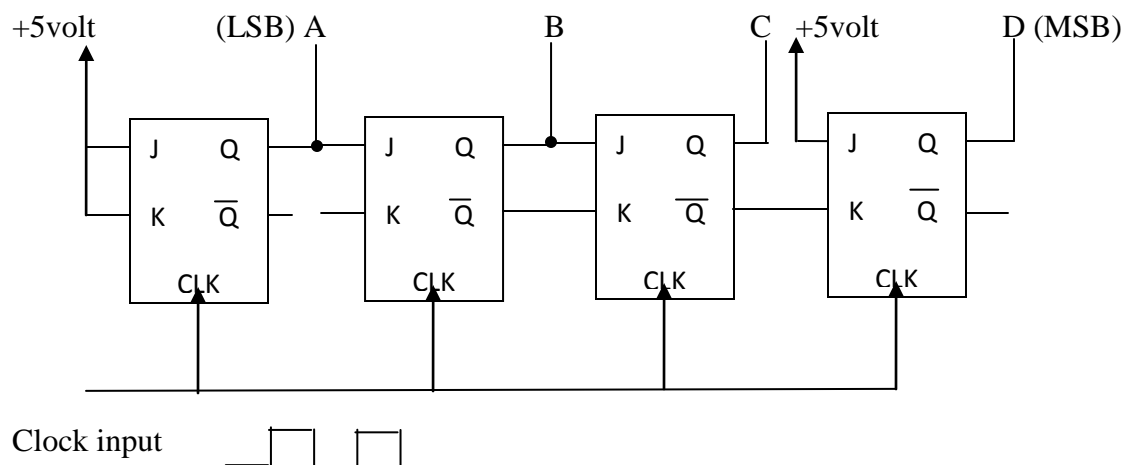 +5volt (LSB) A B C +5volt D (MSB)
J Q J Q J Q J Q
K Q̅ K Q̅ K Q̅ K Q̅
CLK CLK CLK CLK
Clock input